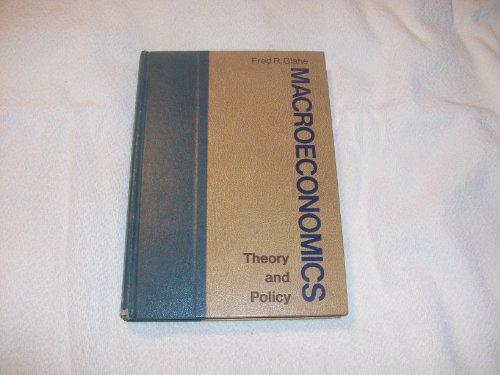 Fred R. Glahe
MACROECONOMICS
Theory
and
Policy